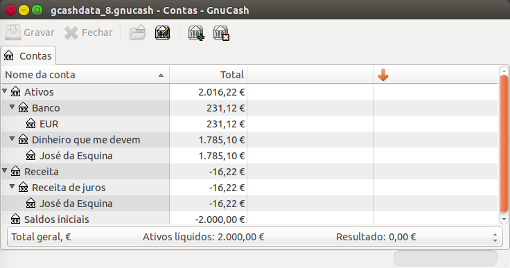 gcashdata_8.gnucash - Contas - GnuCash
Gravar Fechar
Contas
Nome da conta Total
Ativos 2.016,22 €
Banco 231,12 €
EUR 231,12 €
Dinheiro que me devem 1.785,10 €
José da Esquina 1.785,10 €
Receita -16,22 €
Receita de juros -16,22 €
José da Esquina -16,22 €
Saldos iniciais -2.000,00 €
Total geral, € Ativos líquidos: 2.000,00 € Resultado: 0,00 €